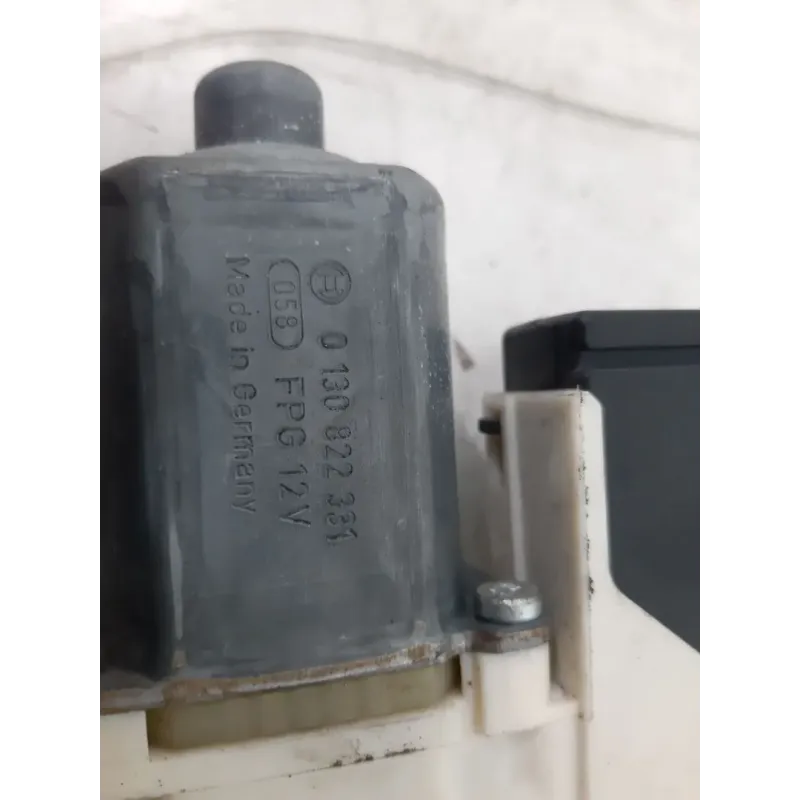 0 130 822 331
058 FPG 12V
Made in Germany